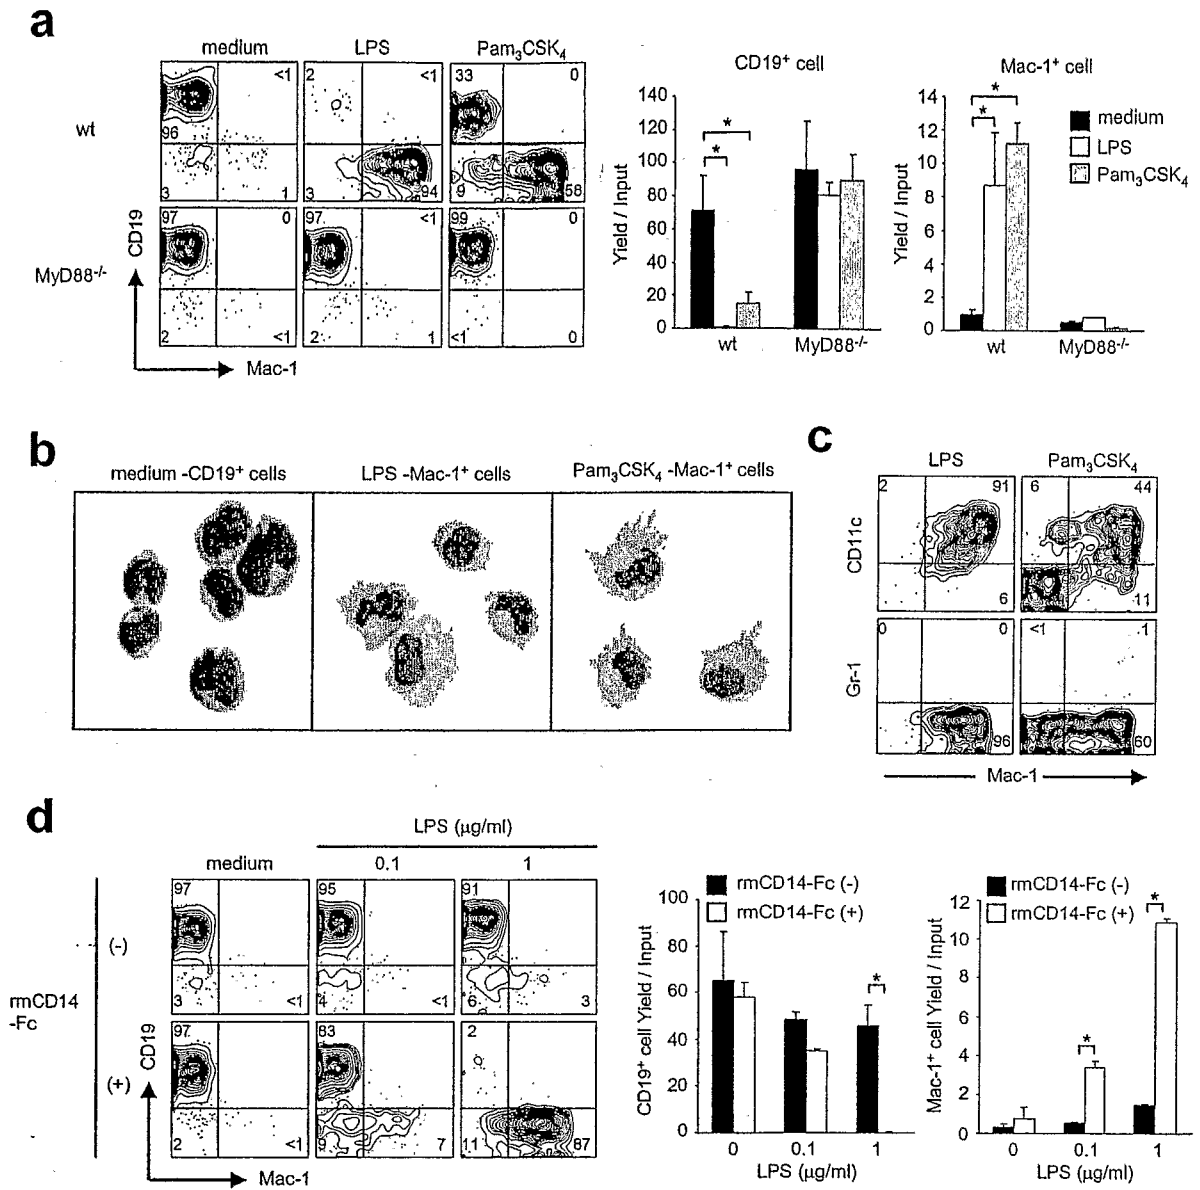 a
medium LPS Pam3CSK4
wt
<1 2 <1 33 0
96
3 1 3 94 9 58
97 0 97 <1 99 0
MyD88-/-
2 <1 2 1 <1 0
CD19
Mac-1
CD19+ cell
Yield / Input
140
120
100
80
60
40
20
0
wt MyD88-/-
Mac-1+ cell
Yield / Input
14
12
10
8
6
4
2
0
wt MyD88-/-
* *
* *
medium
LPS
Pam3CSK4
b
medium -CD19+ cells LPS -Mac-1+ cells Pam3CSK4 -Mac-1+ cells
c
LPS Pam3CSK4
CD11c
2 91 6 44
6 11
Gr-1
0 0 <1 .1
96 60
Mac-1
d
LPS (µg/ml)
medium 0.1 1
rmCD14
-Fc
(-)
97 95 91
3 <1 4 <1 6 3
(+)
97 83 2
2 <1 9 7 11 87
CD19
Mac-1
rmCD14-Fc (-)
rmCD14-Fc (+)
CD19+ cell Yield / Input
100
80
60
40
20
0
*
0 0.1 1
LPS (µg/ml)
rmCD14-Fc (-)
rmCD14-Fc (+)
Mac-1+ cell Yield / Input
12
10
8
6
4
2
0
* *
0 0.1 1
LPS (µg/ml)